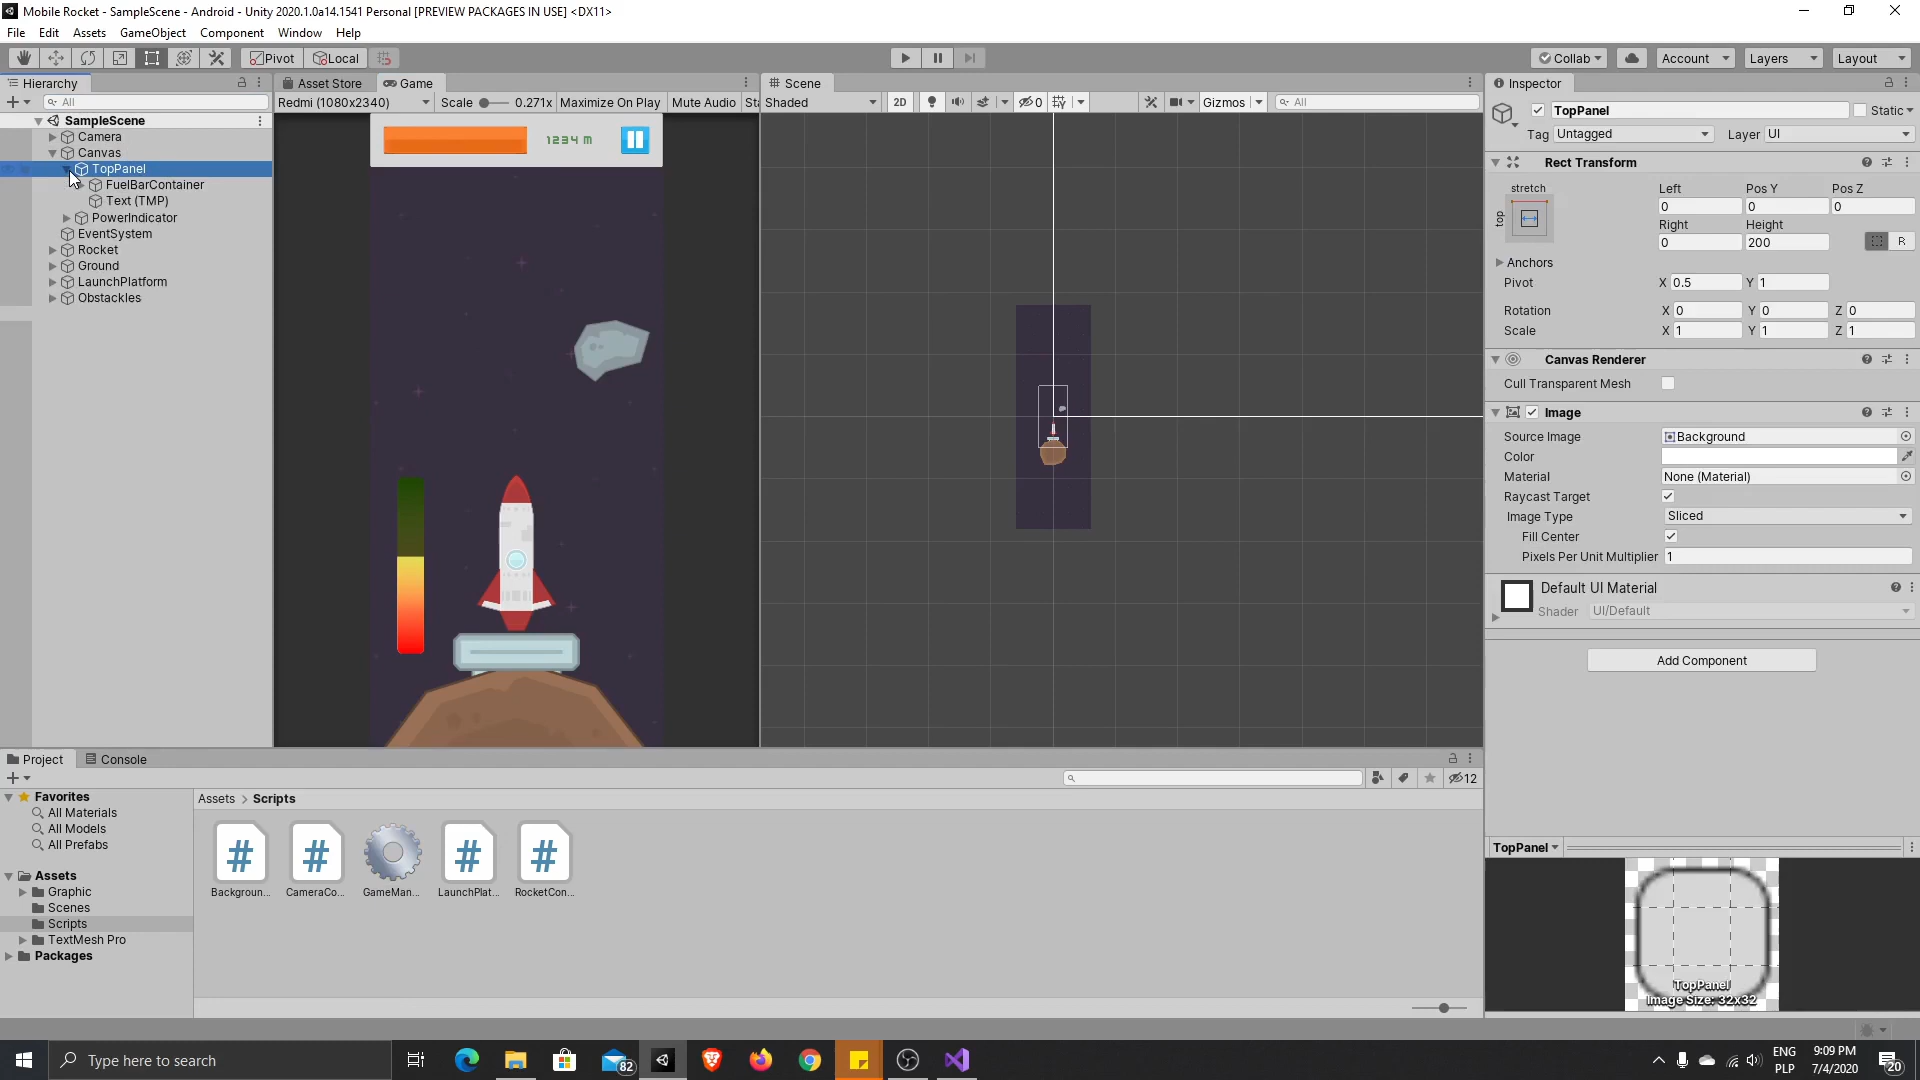 Mobile Rocket - SampleScene - Android - Unity 2020.1.0a14.1541 Personal [PREVIEW PACKAGES IN USE] <DX11>
File Edit Assets GameObject Component Window Help
Pivot Local Collab Account Layers Layout
Hierarchy
All
SampleScene
Camera
Canvas
TopPanel
FuelBarContainer
Text (TMP)
PowerIndicator
EventSystem
Rocket
Ground
LaunchPlatform
Obstackles
Asset Store Game
Redmi (1080x2340) Scale 0.271x Maximize On Play Mute Audio Sta
1234 m
Scene
Shaded 2D 0 Gizmos All
Inspector
TopPanel Static
Tag Untagged Layer UI
Rect Transform
stretch Left Pos Y Pos Z
top 0 0 0
Right Height
0 200 R
Anchors
Pivot X 0.5 Y 1
Rotation X 0 Y 0 Z 0
Scale X 1 Y 1 Z 1
Canvas Renderer
Cull Transparent Mesh
Image
Source Image Background
Color
Material None (Material)
Raycast Target
Image Type Sliced
Fill Center
Pixels Per Unit Multiplier 1
Default UI Material
Shader UI/Default
Add Component
TopPanel
TopPanel
Image Size: 32x32
Project Console
12
Favorites
All Materials
All Models
All Prefabs
Assets
Graphic
Scenes
Scripts
TextMesh Pro
Packages
Assets > Scripts
# # # #
Backgroun... CameraCo... GameMan... LaunchPlat... RocketCon...
Type here to search
82
ENG
PLP
9:09 PM
7/4/2020
20